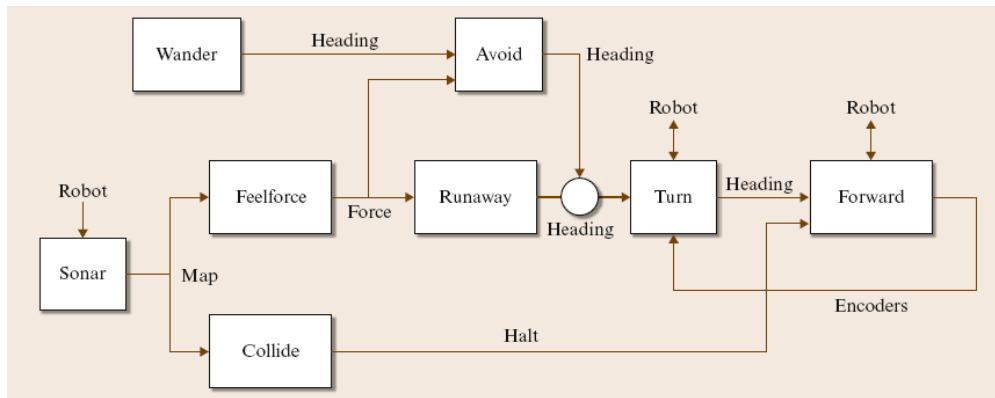 Wander
Heading
Avoid
Heading
Robot
Robot
Robot
Feelforce
Force
Runaway
Heading
Turn
Heading
Forward
Sonar
Map
Encoders
Collide
Halt